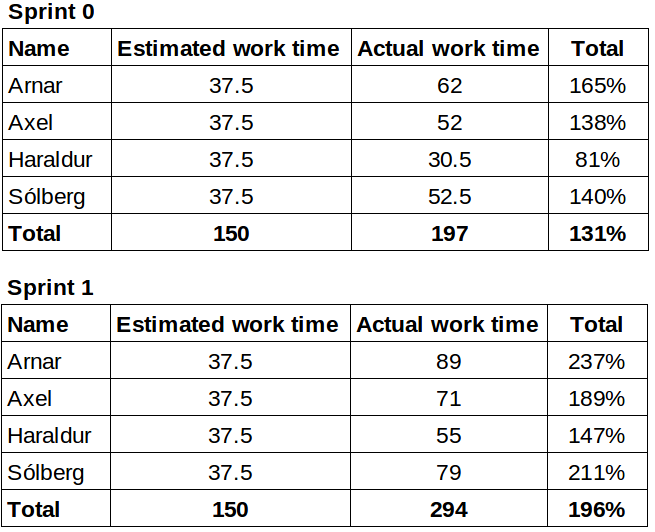 Sprint 0
Name Estimated work time Actual work time Total
Arnar 37.5 62 165%
Axel 37.5 52 138%
Haraldur 37.5 30.5 81%
Sólberg 37.5 52.5 140%
Total 150 197 131%
Sprint 1
Name Estimated work time Actual work time Total
Arnar 37.5 89 237%
Axel 37.5 71 189%
Haraldur 37.5 55 147%
Sólberg 37.5 79 211%
Total 150 294 196%